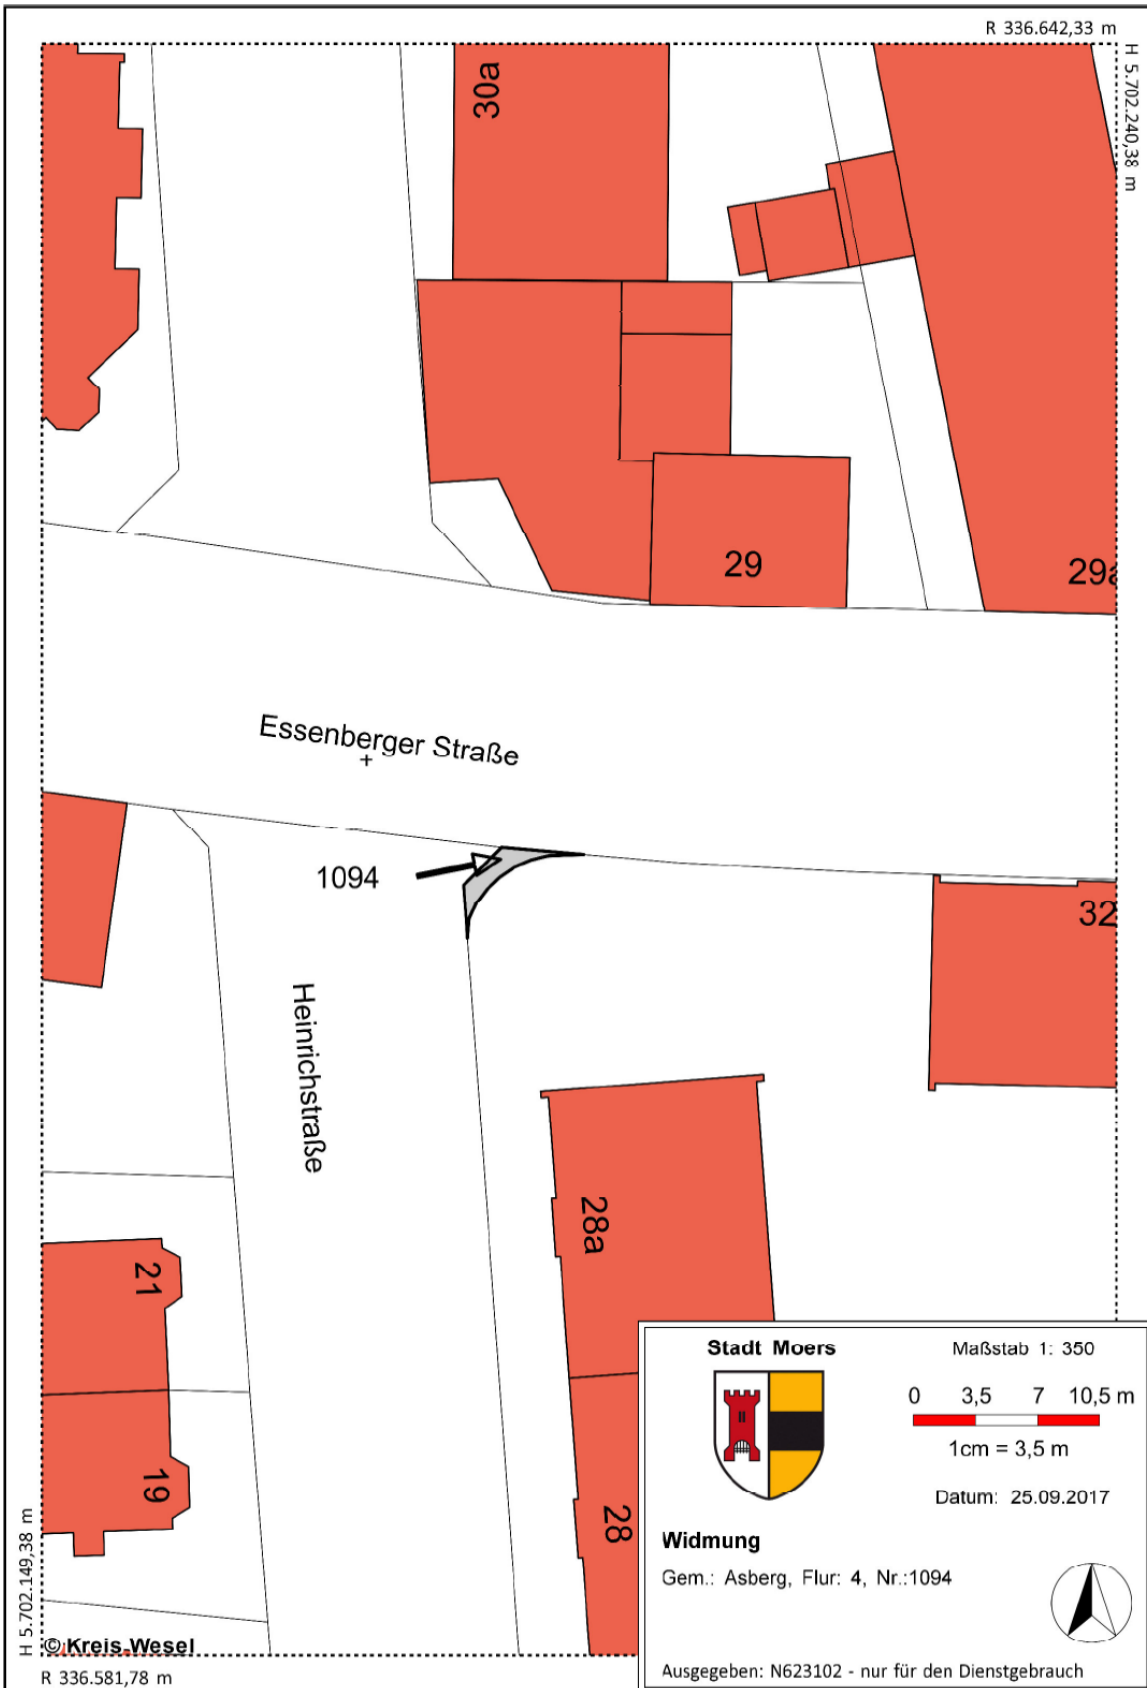 R 336.642,33 m
H 5.702.240,38 m
30a
29
Essenberger Straße
1094
32
Heinrichstraße
28a
21
19
28
H 5.702.149,38 m
© Kreis Wesel
R 336.581,78 m
Stadt Moers
Maßstab 1: 350
0 3,5 7 10,5 m
1cm = 3,5 m
Datum: 25.09.2017
Widmung
Gem.: Asberg, Flur: 4, Nr.:1094
Ausgegeben: N623102 - nur für den Dienstgebrauch